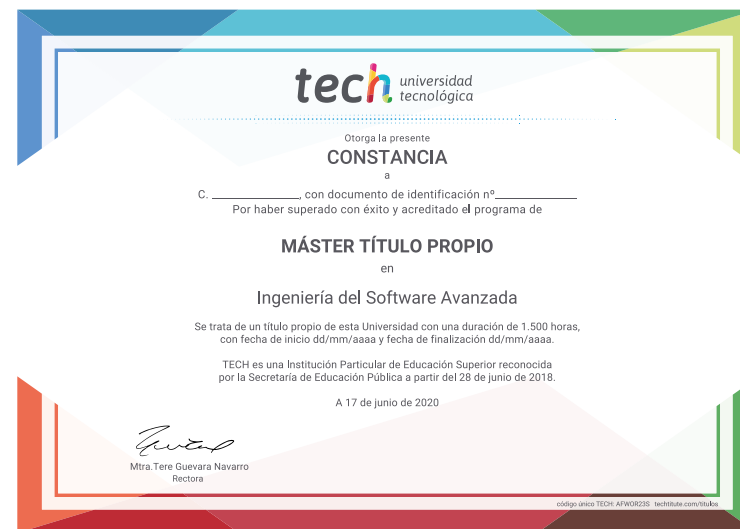 tech universidad
tecnológica
Otorga la presente
CONSTANCIA
a
C. ________________, con documento de identificación nº________________
Por haber superado con éxito y acreditado el programa de
MÁSTER TÍTULO PROPIO
en
Ingeniería del Software Avanzada
Se trata de un título propio de esta Universidad con una duración de 1.500 horas,
con fecha de inicio dd/mm/aaaa y fecha de finalización dd/mm/aaaa.
TECH es una Institución Particular de Educación Superior reconocida
por la Secretaría de Educación Pública a partir del 28 de junio de 2018.
A 17 de junio de 2020
Mtra.Tere Guevara Navarro
Rectora
código único TECH: AFWOR23S techtitute.com/titulos